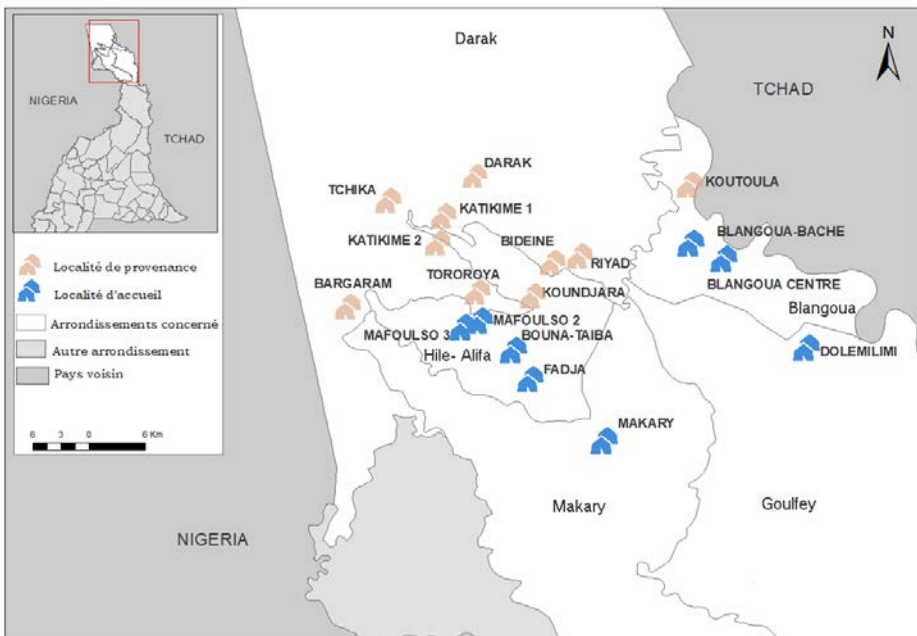 Darak
N
TCHAD
NIGERIA
TCHAD
DARAK
KOUTOULA
TCHIKA
KATIKIME 1
BLANGOUA-BACHE
KATIKIME 2
BIDEINE
RIYAD
Localité de provenance
TOROROYA
BLANGOUA CENTRE
BARGARAM
KOUNDJARA
Localité d'accueil
Blangoua
Arrondissements concerné
MAFOULSO 2
MAFOULSO 3
BOUNA-TAIBA
Autre arrondissement
Hile- Alifa
DOLEMILIMI
Pays voisin
FADJA
MAKARY
6 3 0 6 Km
Makary
Goulfey
NIGERIA